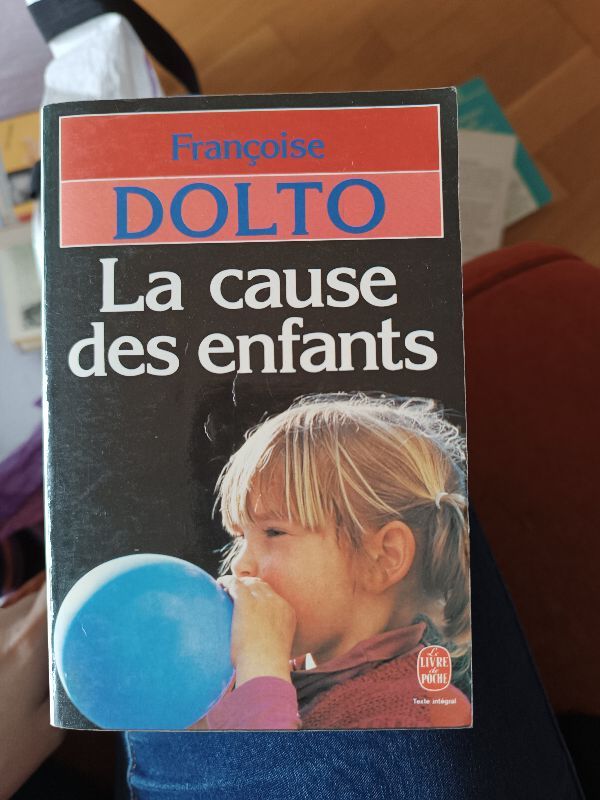 Françoise
DOLTO
La cause
des enfants
Le
LIVRE
de
POCHE
Texte intégral